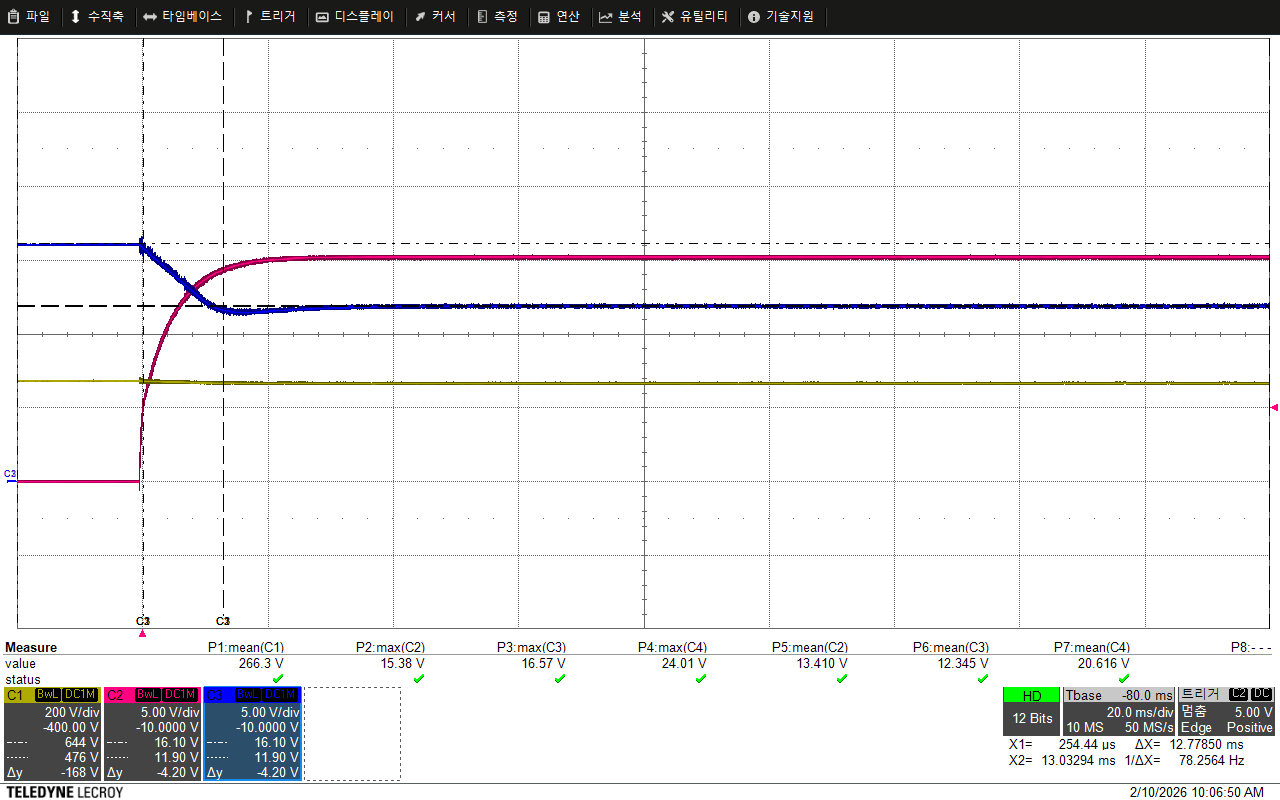 파일 수직축 타임베이스 트리거 디스플레이 커서 측정 연산 분석 유틸리티 기술지원
C3
Measure P1:mean(C1) P2:max(C2) P3:max(C3) P4:max(C4) P5:mean(C2) P6:mean(C3) P7:mean(C4) P8:- - -
value 266.3 V 15.38 V 16.57 V 24.01 V 13.410 V 12.345 V 20.616 V
status
C1 BwL DC1M
200 V/div
-400.00 V
644 V
476 V
Δy -168 V
C2 BwL DC1M
5.00 V/div
-10.0000 V
16.10 V
11.90 V
Δy -4.20 V
C3 BwL DC1M
5.00 V/div
-10.0000 V
16.10 V
11.90 V
Δy -4.20 V
HD
12 Bits
Tbase -80.0 ms
20.0 ms/div
10 MS 50 MS/s
트리거 C2 DC
멈춤 5.00 V
Edge Positive
X1= 254.44 µs ΔX= 12.77850 ms
X2= 13.03294 ms 1/ΔX= 78.2564 Hz
TELEDYNE LECROY
2/10/2026 10:06:50 AM